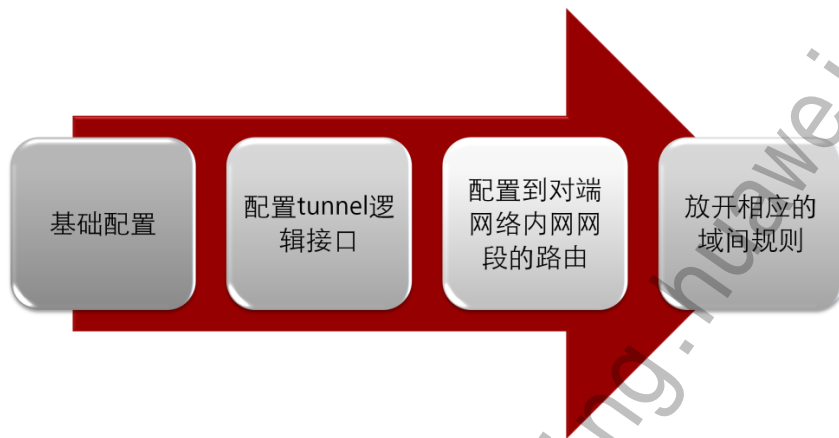 基础配置
配置tunnel逻
辑接口
配置到对端
网络内网网
段的路由
放开相应的
域间规则
ing.huawei